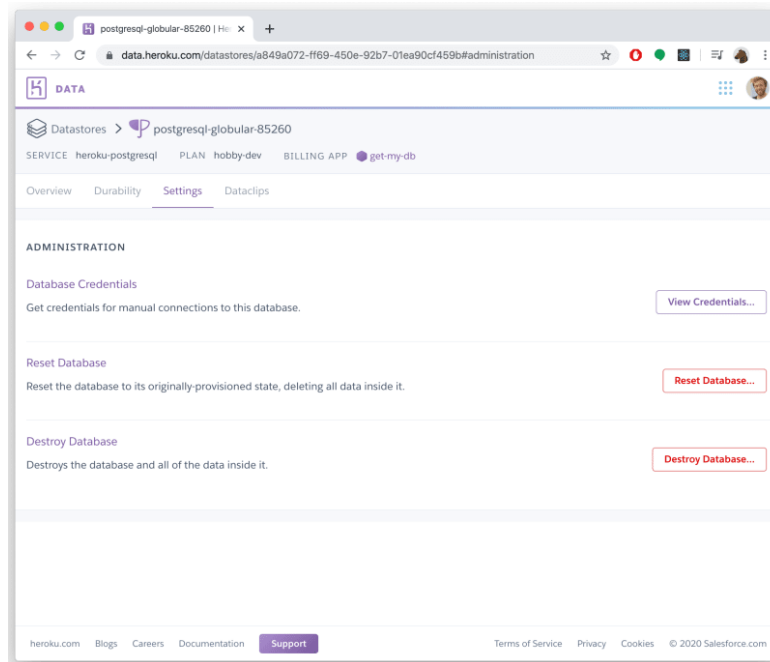 postgresql-globular-85260 | He
data.heroku.com/datastores/a849a072-ff69-450e-92b7-01ea90cf459b#administration
DATA
Datastores > postgresql-globular-85260
SERVICE heroku-postgresql PLAN hobby-dev BILLING APP get-my-db
Overview Durability Settings Dataclips
ADMINISTRATION
Database Credentials
Get credentials for manual connections to this database.
View Credentials...
Reset Database
Reset the database to its originally-provisioned state, deleting all data inside it.
Reset Database...
Destroy Database
Destroys the database and all of the data inside it.
Destroy Database...
heroku.com Blogs Careers Documentation Support Terms of Service Privacy Cookies © 2020 Salesforce.com